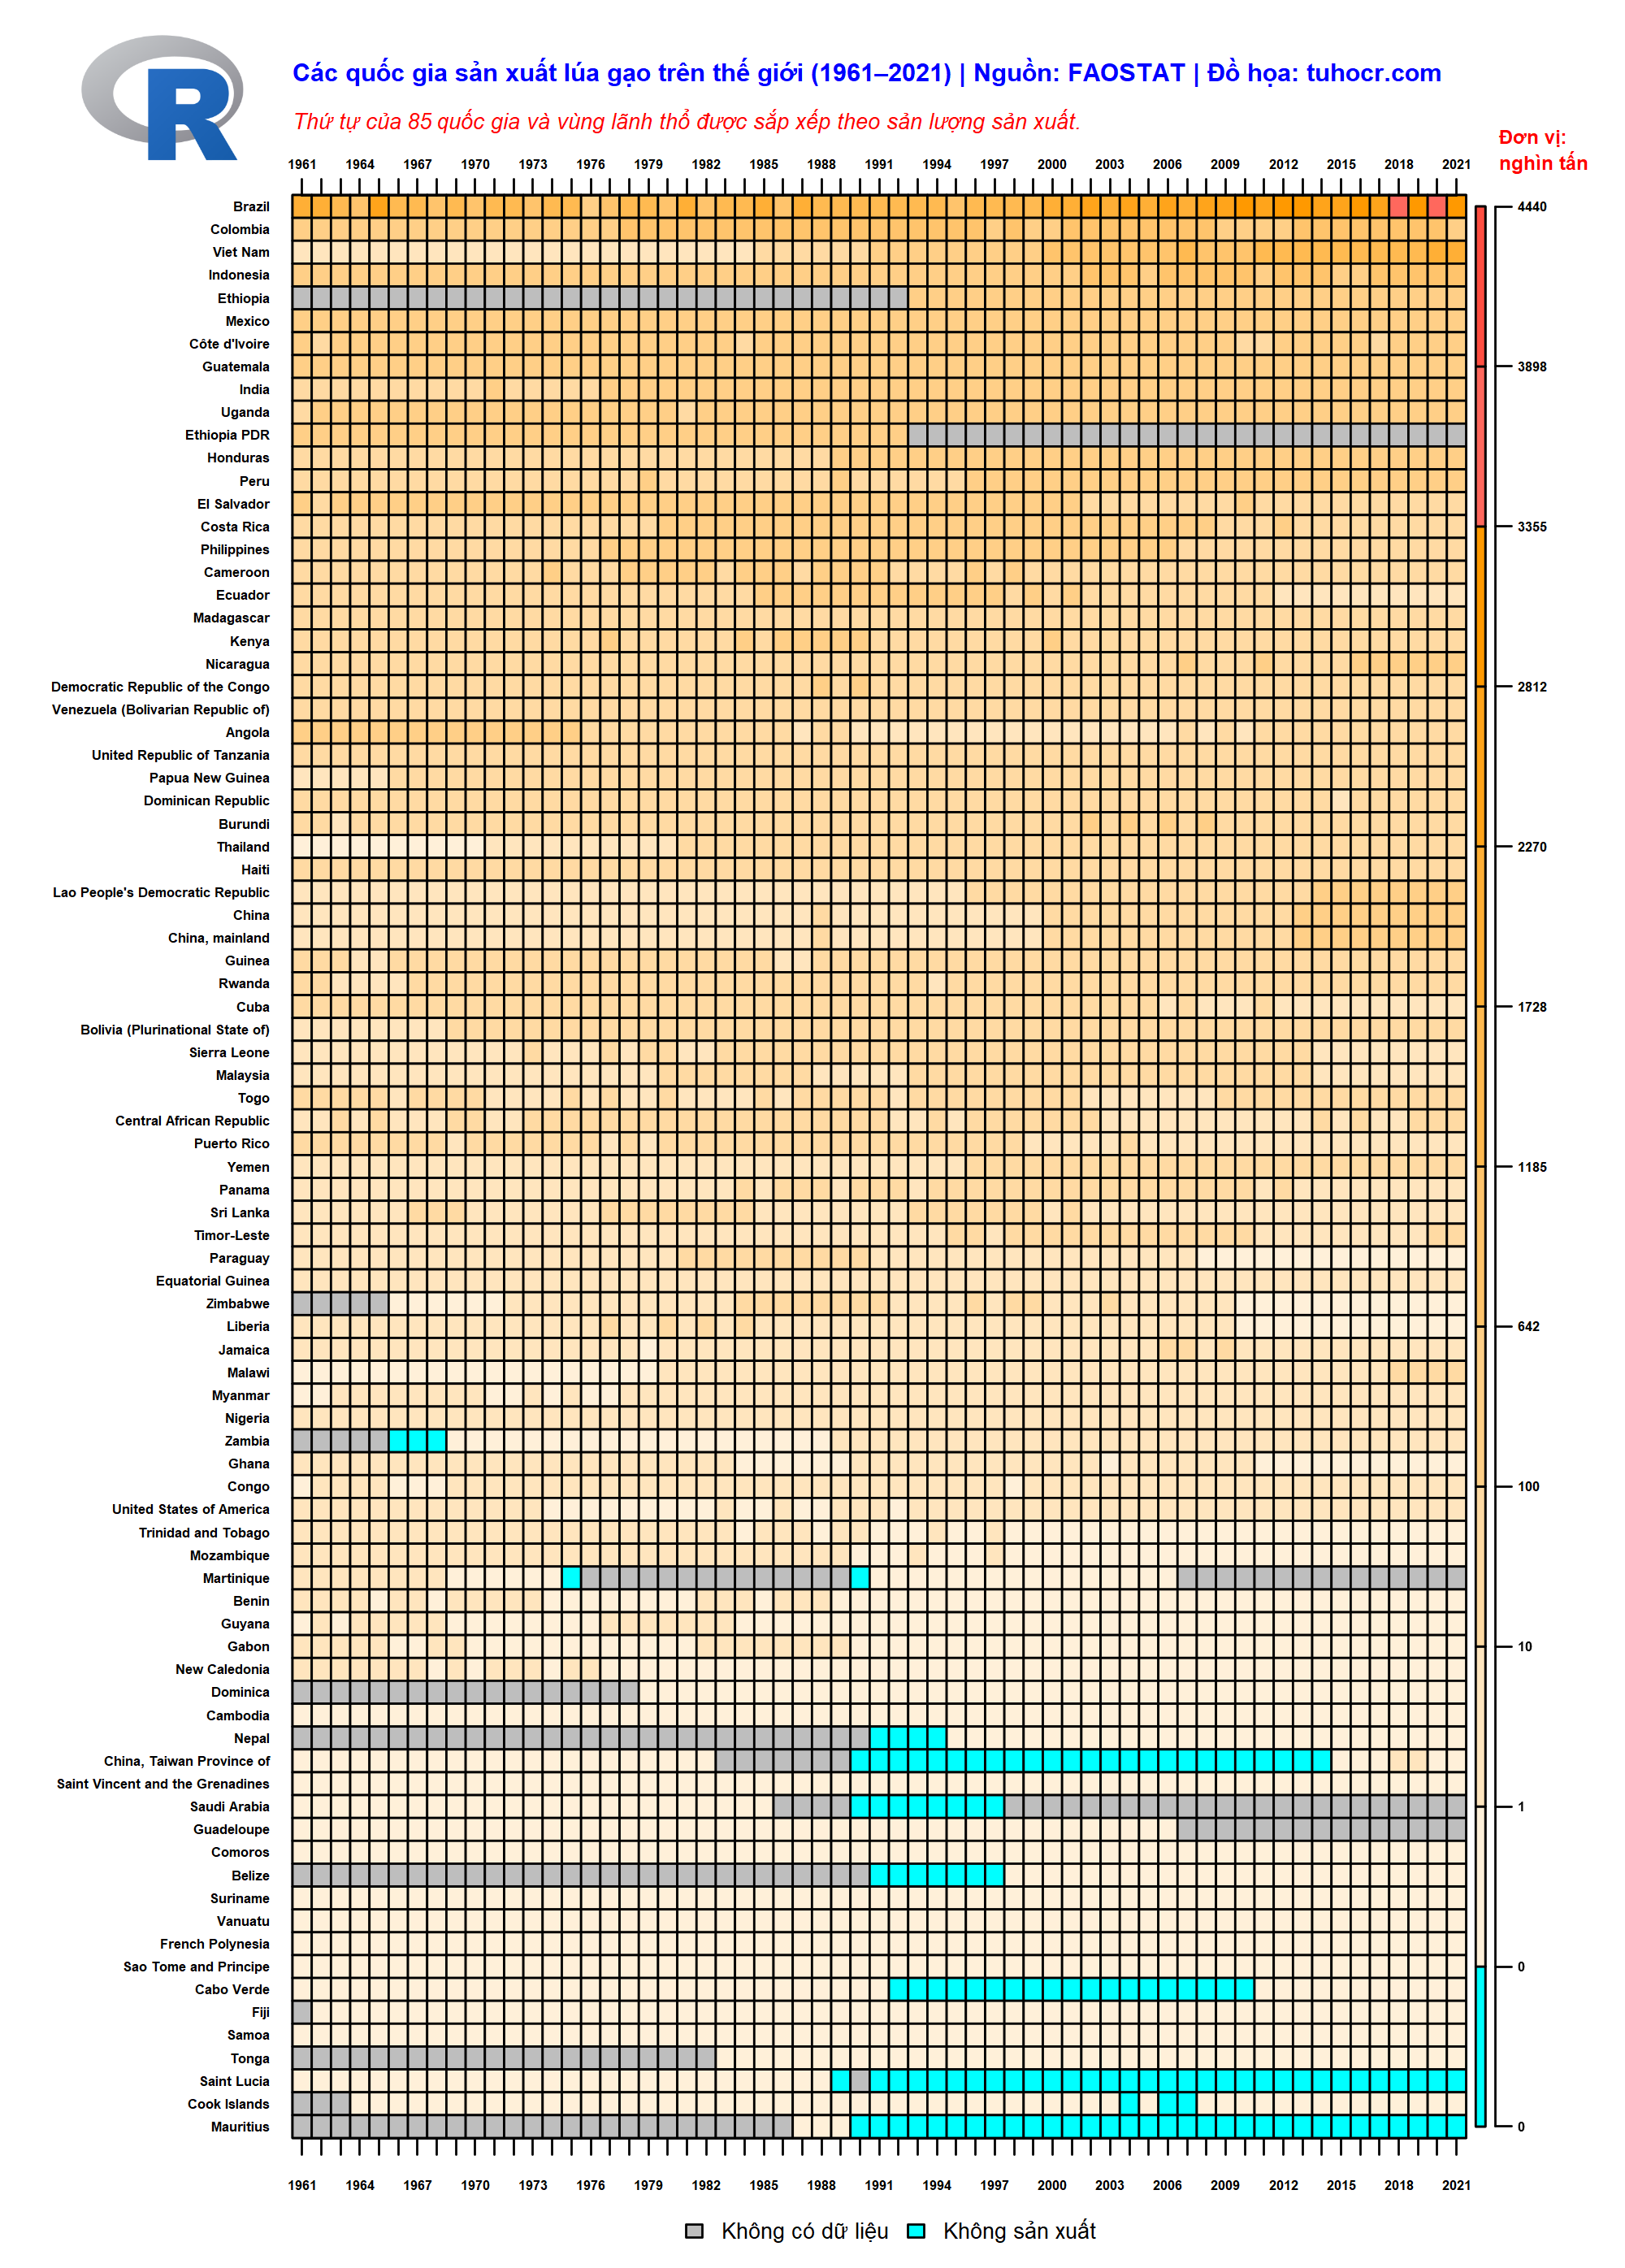 R
Các quốc gia sản xuất lúa gạo trên thế giới (1961–2021) | Nguồn: FAOSTAT | Đồ họa: tuhocr.com
Thứ tự của 85 quốc gia và vùng lãnh thổ được sắp xếp theo sản lượng sản xuất.
Đơn vị:
nghìn tấn
1961 1964 1967 1970 1973 1976 1979 1982 1985 1988 1991 1994 1997 2000 2003 2006 2009 2012 2015 2018 2021
Brazil
Colombia
Viet Nam
Indonesia
Ethiopia
Mexico
Côte d'Ivoire
Guatemala
India
Uganda
Ethiopia PDR
Honduras
Peru
El Salvador
Costa Rica
Philippines
Cameroon
Ecuador
Madagascar
Kenya
Nicaragua
Democratic Republic of the Congo
Venezuela (Bolivarian Republic of)
Angola
United Republic of Tanzania
Papua New Guinea
Dominican Republic
Burundi
Thailand
Haiti
Lao People's Democratic Republic
China
China, mainland
Guinea
Rwanda
Cuba
Bolivia (Plurinational State of)
Sierra Leone
Malaysia
Togo
Central African Republic
Puerto Rico
Yemen
Panama
Sri Lanka
Timor-Leste
Paraguay
Equatorial Guinea
Zimbabwe
Liberia
Jamaica
Malawi
Myanmar
Nigeria
Zambia
Ghana
Congo
United States of America
Trinidad and Tobago
Mozambique
Martinique
Benin
Guyana
Gabon
New Caledonia
Dominica
Cambodia
Nepal
China, Taiwan Province of
Saint Vincent and the Grenadines
Saudi Arabia
Guadeloupe
Comoros
Belize
Suriname
Vanuatu
French Polynesia
Sao Tome and Principe
Cabo Verde
Fiji
Samoa
Tonga
Saint Lucia
Cook Islands
Mauritius
4440
3898
3355
2812
2270
1728
1185
642
100
10
1
0
0
1961 1964 1967 1970 1973 1976 1979 1982 1985 1988 1991 1994 1997 2000 2003 2006 2009 2012 2015 2018 2021
Không có dữ liệu Không sản xuất